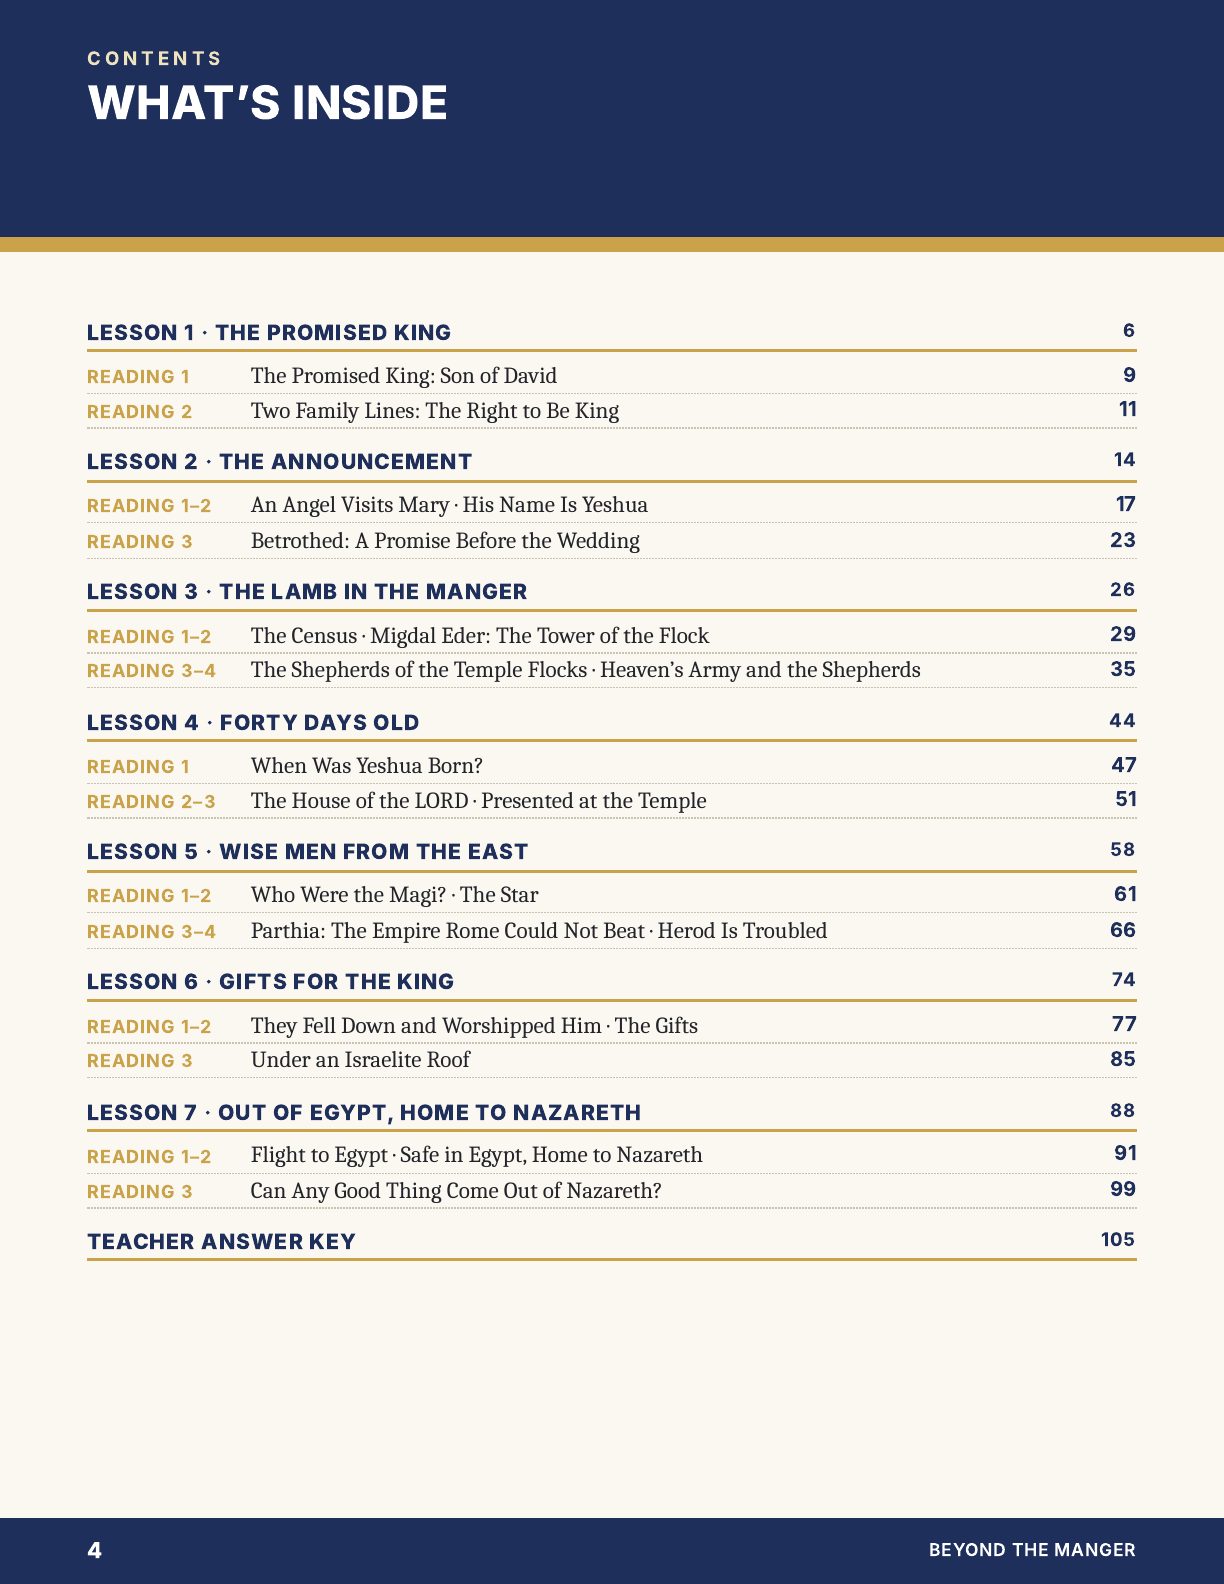 CONTENTS
WHAT’S INSIDE
LESSON 1 · THE PROMISED KING 6
READING 1 The Promised King: Son of David 9
READING 2 Two Family Lines: The Right to Be King 11
LESSON 2 · THE ANNOUNCEMENT 14
READING 1–2 An Angel Visits Mary · His Name Is Yeshua 17
READING 3 Betrothed: A Promise Before the Wedding 23
LESSON 3 · THE LAMB IN THE MANGER 26
READING 1–2 The Census · Migdal Eder: The Tower of the Flock 29
READING 3–4 The Shepherds of the Temple Flocks · Heaven’s Army and the Shepherds 35
LESSON 4 · FORTY DAYS OLD 44
READING 1 When Was Yeshua Born? 47
READING 2–3 The House of the LORD · Presented at the Temple 51
LESSON 5 · WISE MEN FROM THE EAST 58
READING 1–2 Who Were the Magi? · The Star 61
READING 3–4 Parthia: The Empire Rome Could Not Beat · Herod Is Troubled 66
LESSON 6 · GIFTS FOR THE KING 74
READING 1–2 They Fell Down and Worshipped Him · The Gifts 77
READING 3 Under an Israelite Roof 85
LESSON 7 · OUT OF EGYPT, HOME TO NAZARETH 88
READING 1–2 Flight to Egypt · Safe in Egypt, Home to Nazareth 91
READING 3 Can Any Good Thing Come Out of Nazareth? 99
TEACHER ANSWER KEY 105
4 BEYOND THE MANGER